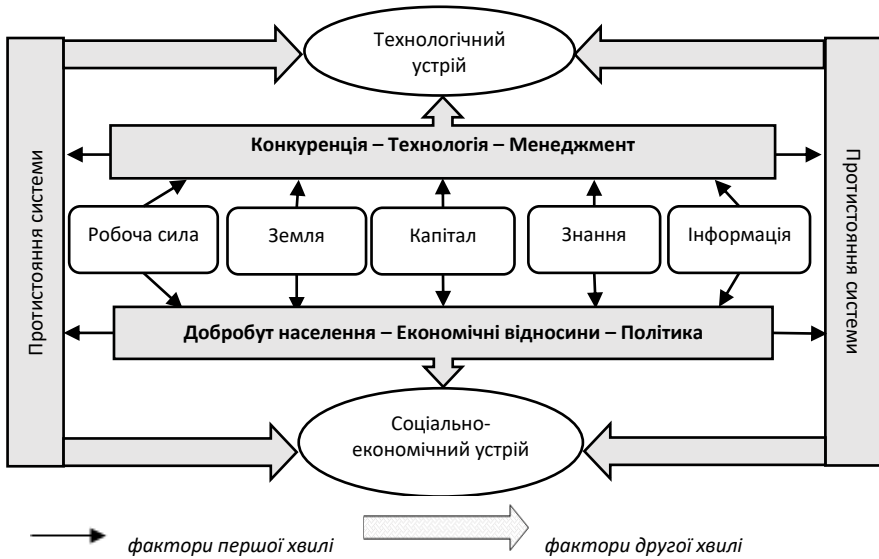 Технологічний
устрій
Конкуренція – Технологія – Менеджмент
Протистояння системи
Протистояння системи
Робоча сила
Земля
Капітал
Знання
Інформація
Добробут населення – Економічні відносини – Політика
Соціально-
економічний устрій
фактори першої хвилі
фактори другої хвилі